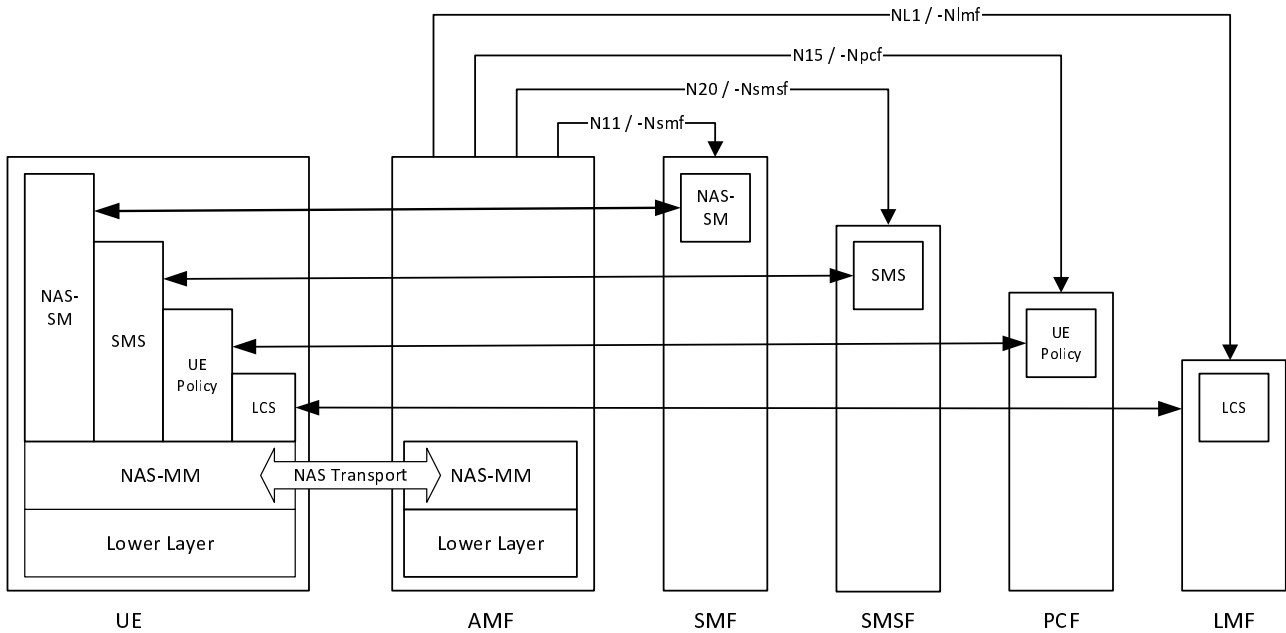 NL1 / -Nlmf
N15 / -Npcf
N20 / -Nsmsf
N11 / -Nsmf
NAS-
SM
SMS
UE
Policy
LCS
NAS-MM
Lower Layer
NAS Transport
NAS-MM
Lower Layer
NAS-
SM
SMS
UE
Policy
LCS
UE
AMF
SMF
SMSF
PCF
LMF